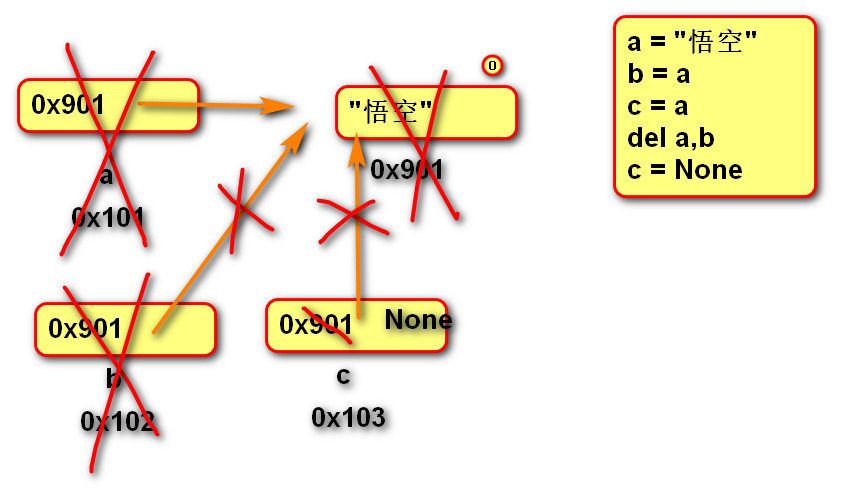 0
0x901
"悟空"
a
0x901
0x101
0x901
b
0x102
0x901 None
c
0x103
a = "悟空"
b = a
c = a
del a,b
c = None